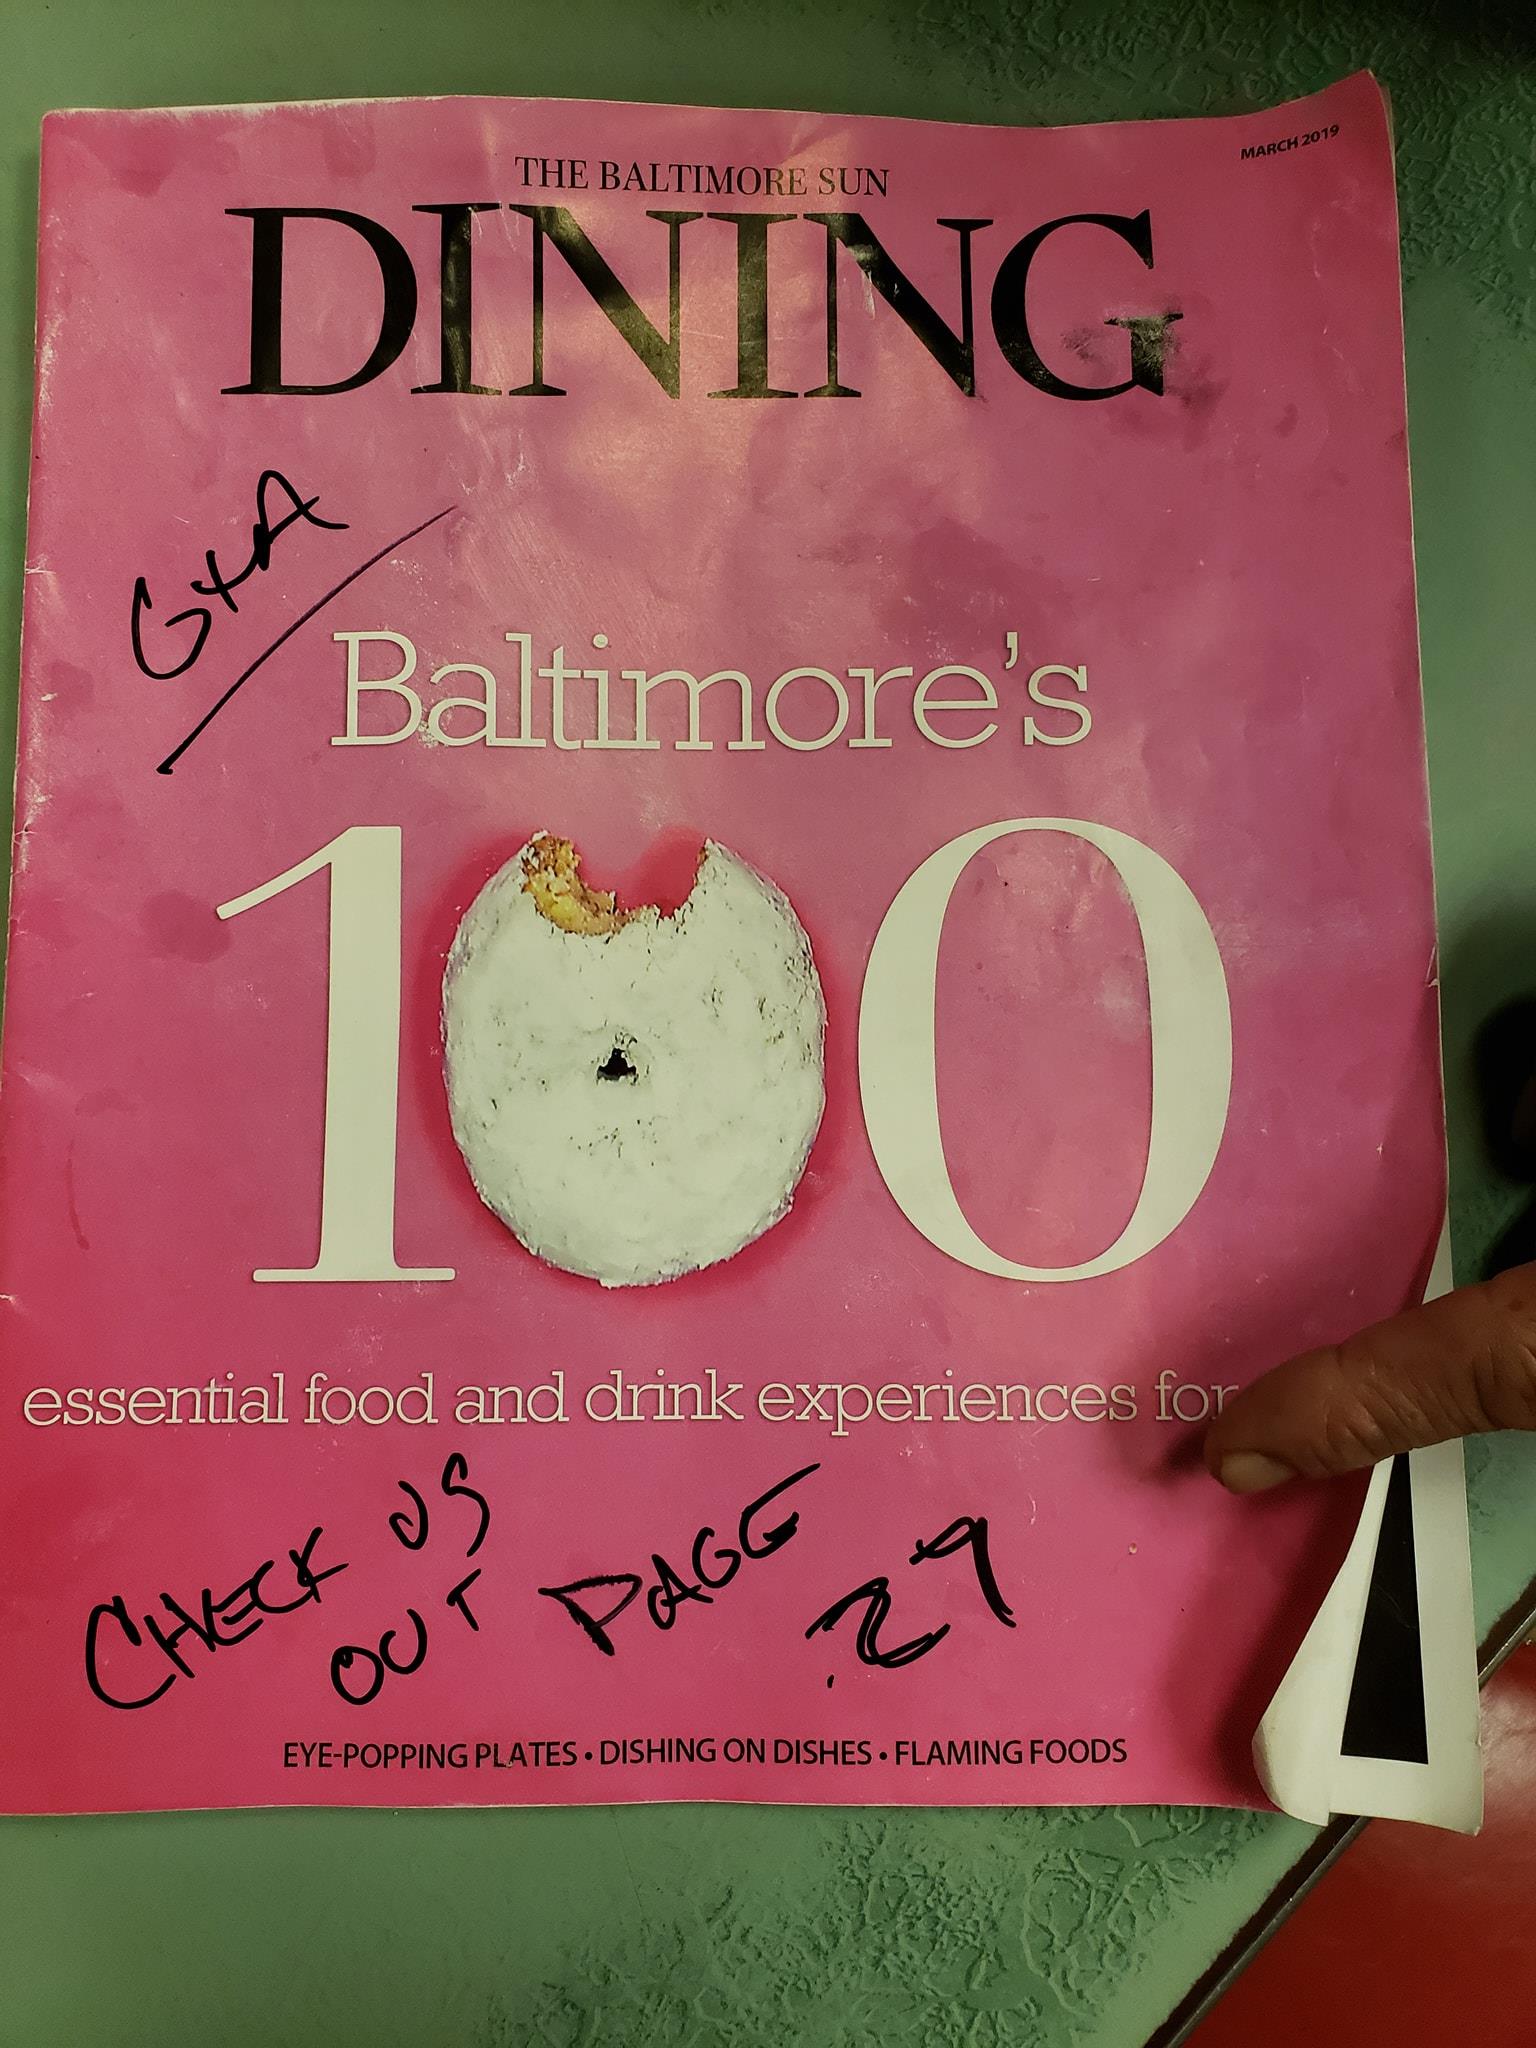 MARCH 2019
THE BALTIMORE SUN
DINING
G+A
Baltimore's
100
essential food and drink experiences for
CHECK US
OUT PAGE
29
EYE-POPPING PLATES • DISHING ON DISHES • FLAMING FOODS